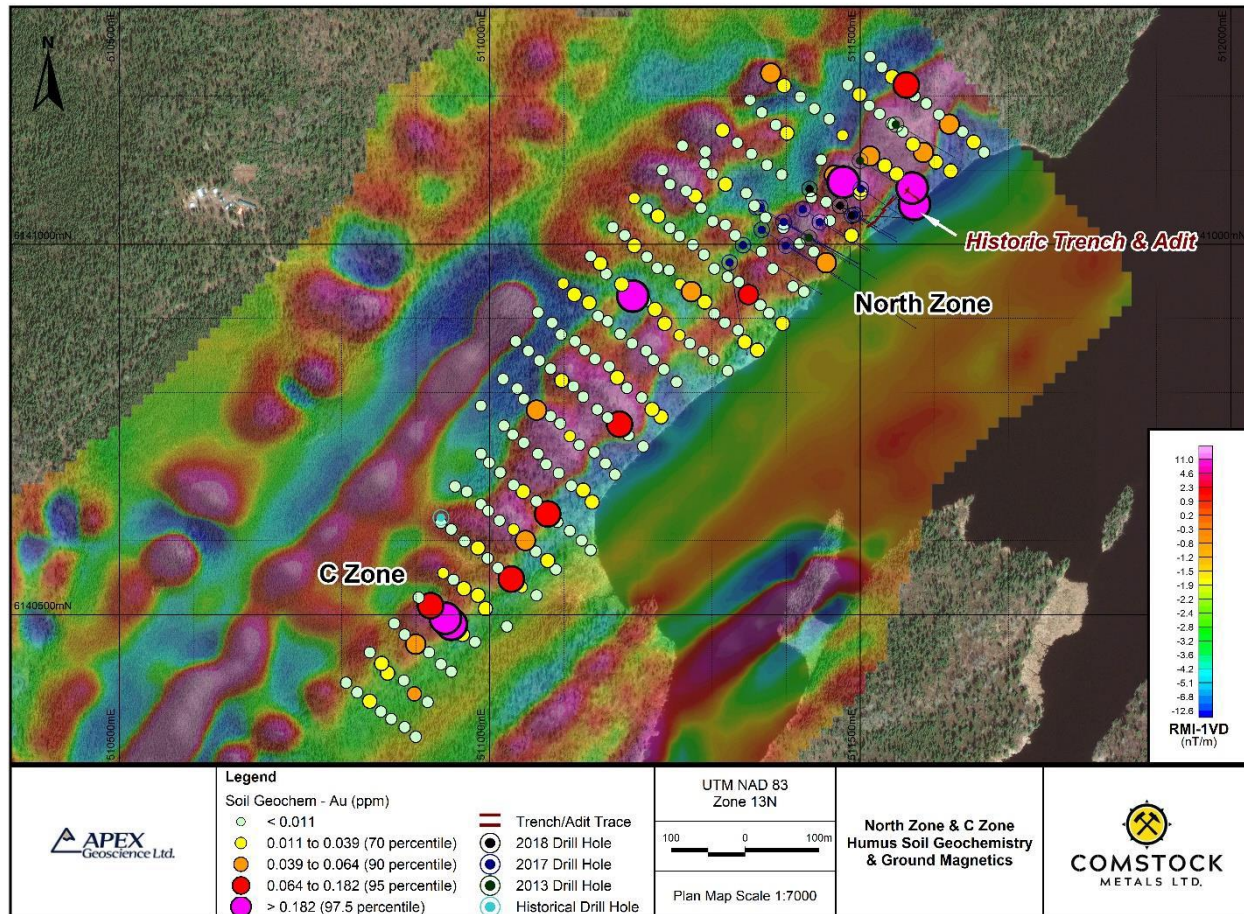 N
510500mE
511000mE
511500mE
512000mE
6141000mN
Historic Trench & Adit
North Zone
C Zone
6140500mN
510500mE
511000mE
511500mE
11.0
4.6
2.3
0.9
0.2
-0.5
-0.8
-1.3
-1.5
-1.9
-2.4
-2.8
-3.2
-3.6
-4.2
-5.1
-6.8
-8.8
-12.6
RMI-1VD
(nT/m)
APEX
Geoscience Ltd.
Legend
Soil Geochem - Au (ppm)
< 0.011
0.011 to 0.039 (70 percentile)
0.039 to 0.064 (90 percentile)
0.064 to 0.182 (95 percentile)
> 0.182 (97.5 percentile)
Trench/Adit Trace
2018 Drill Hole
2017 Drill Hole
2013 Drill Hole
Historical Drill Hole
UTM NAD 83
Zone 13N
100 0 100m
Plan Map Scale 1:7000
North Zone & C Zone
Humus Soil Geochemistry
& Ground Magnetics
COMSTOCK
METALS LTD.